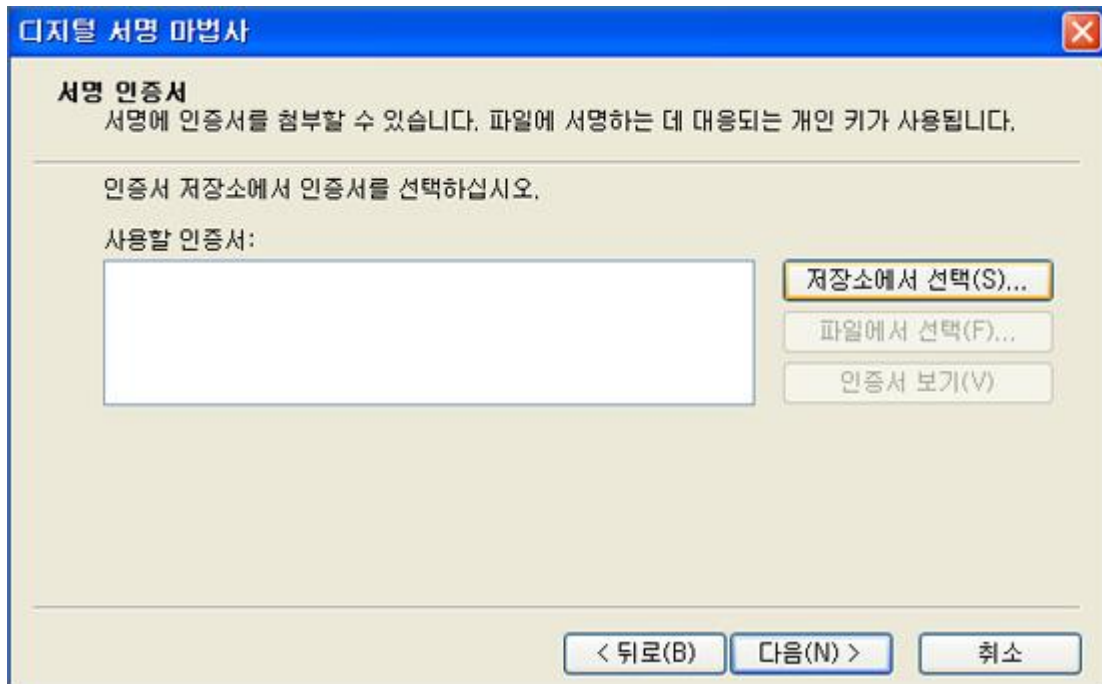 디지털 서명 마법사
서명 인증서
서명에 인증서를 첨부할 수 있습니다. 파일에 서명하는 데 대응되는 개인 키가 사용됩니다.
인증서 저장소에서 인증서를 선택하십시오.
사용할 인증서:
저장소에서 선택(S)...
파일에서 선택(F)...
인증서 보기(V)
< 뒤로(B) 다음(N) > 취소